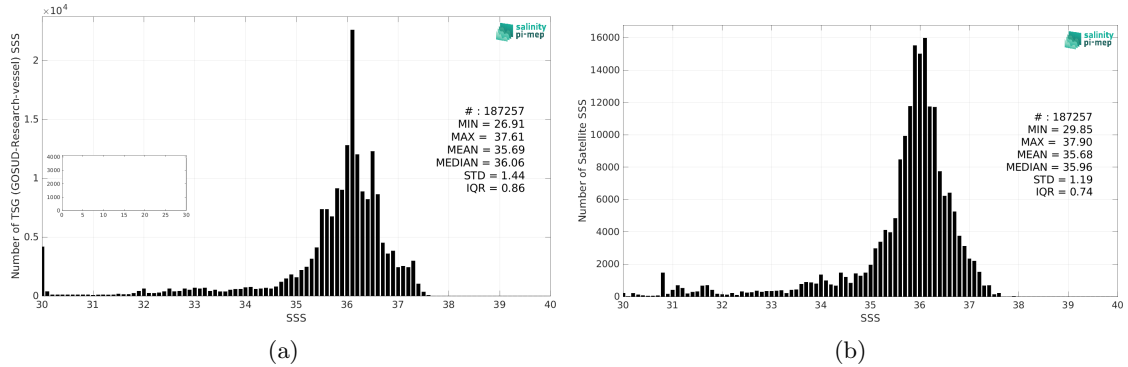 ×10⁴
salinity
pi-mep
Number of TSG (GOSUD-Research-vessel) SSS
2
1.5
1
0.5
0
# : 187257
MIN = 26.91
MAX = 37.61
MEAN = 35.69
MEDIAN = 36.06
STD = 1.44
IQR = 0.86
4000
3000
2000
1000
0
0 5 10 15 20 25 30
30 31 32 33 34 35 36 37 38 39 40
SSS
(a)
salinity
pi-mep
Number of Satellite SSS
16000
14000
12000
10000
8000
6000
4000
2000
0
# : 187257
MIN = 29.85
MAX = 37.90
MEAN = 35.68
MEDIAN = 35.96
STD = 1.19
IQR = 0.74
30 31 32 33 34 35 36 37 38 39 40
SSS
(b)